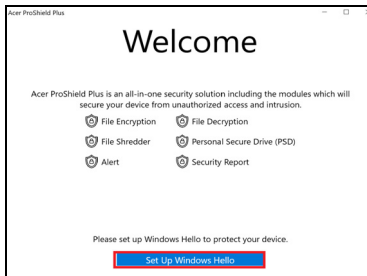 Acer ProShield Plus
Welcome
Acer ProShield Plus is an all-in-one security solution including the modules which will
secure your device from unauthorized access and intrusion.
File Encryption File Decryption
File Shredder Personal Secure Drive (PSD)
Alert Security Report
Please set up Windows Hello to protect your device.
Set Up Windows Hello